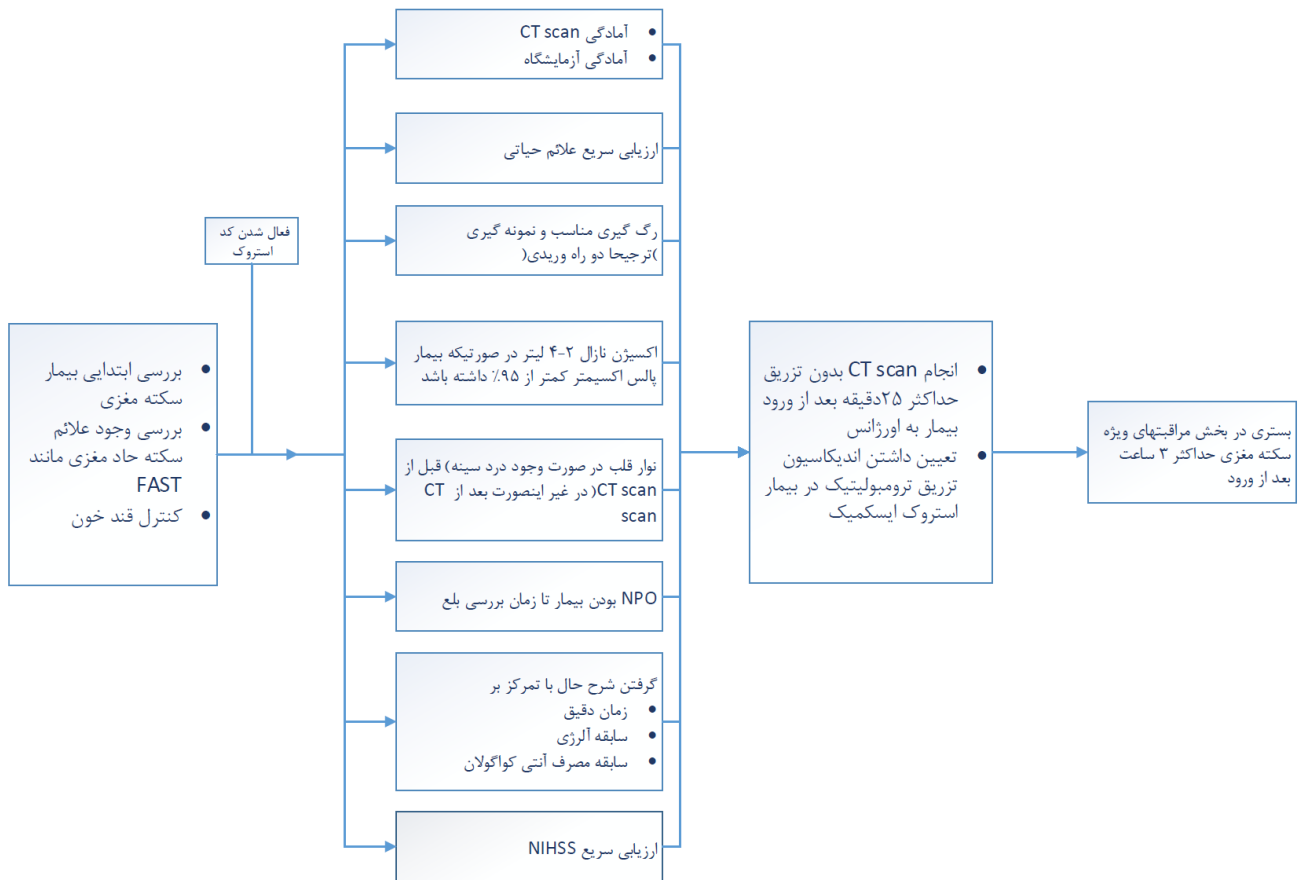 بررسی ابتدایی بیمار
سکته مغزی
بررسی وجود علائم
سکته حاد مغزی مانند
FAST
کنترل قند خون
فعال شدن کد
استروک
آمادگی CT scan
آمادگی آزمایشگاه
ارزیابی سریع علائم حیاتی
رگ گیری مناسب و نمونه گیری
)ترجیحا دو راه وریدی(
اکسیژن نازال ۲-۴ لیتر در صورتیکه بیمار
پالس اکسیمتر کمتر از ۹۵٪ داشته باشد
نوار قلب در صورت وجود درد سینه) قبل از
CT scan( در غیر اینصورت بعد از CT
scan
NPO بودن بیمار تا زمان بررسی بلع
گرفتن شرح حال با تمرکز بر
زمان دقیق
سابقه آلرژی
سابقه مصرف آنتی کواگولان
ارزیابی سریع NIHSS
انجام CT scan بدون تزریق
حداکثر ۲۵دقیقه بعد از ورود
بیمار به اورژانس
تعیین داشتن اندیکاسیون
تزریق ترومبولیتیک در بیمار
استروک ایسکمیک
بستری در بخش مراقبتهای ویژه
سکته مغزی حداکثر ۳ ساعت
بعد از ورود